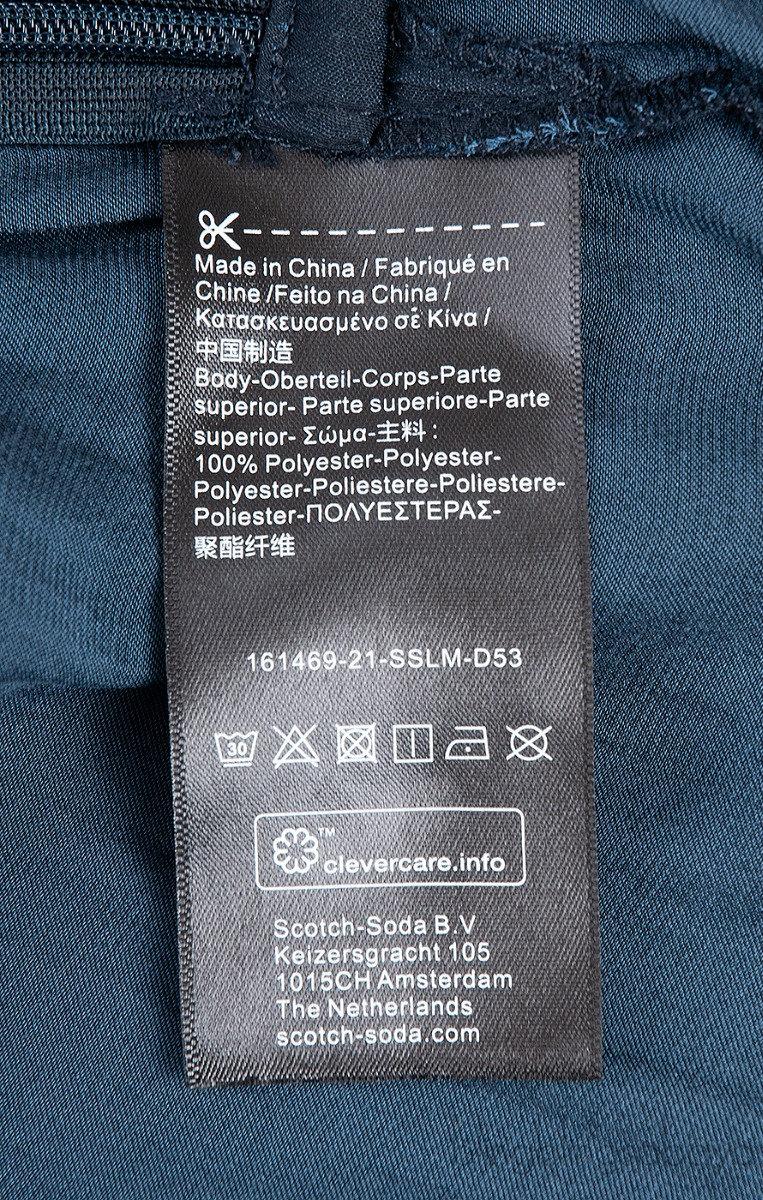 Made in China / Fabriqué en
Chine /Feito na China /
Κατασκευασμένο σε Κίνα /
中国制造
Body-Oberteil-Corps-Parte
superior- Parte superiore-Parte
superior- Σώμα-主料 :
100% Polyester-Polyester-
Polyester-Poliestere-Poliestere-
Poliester-ΠΟΛΥΕΣΤΕΡΑΣ-
聚酯纤维
161469-21-SSLM-D53
30
™
clevercare.info
Scotch-Soda B.V
Keizersgracht 105
1015CH Amsterdam
The Netherlands
scotch-soda.com